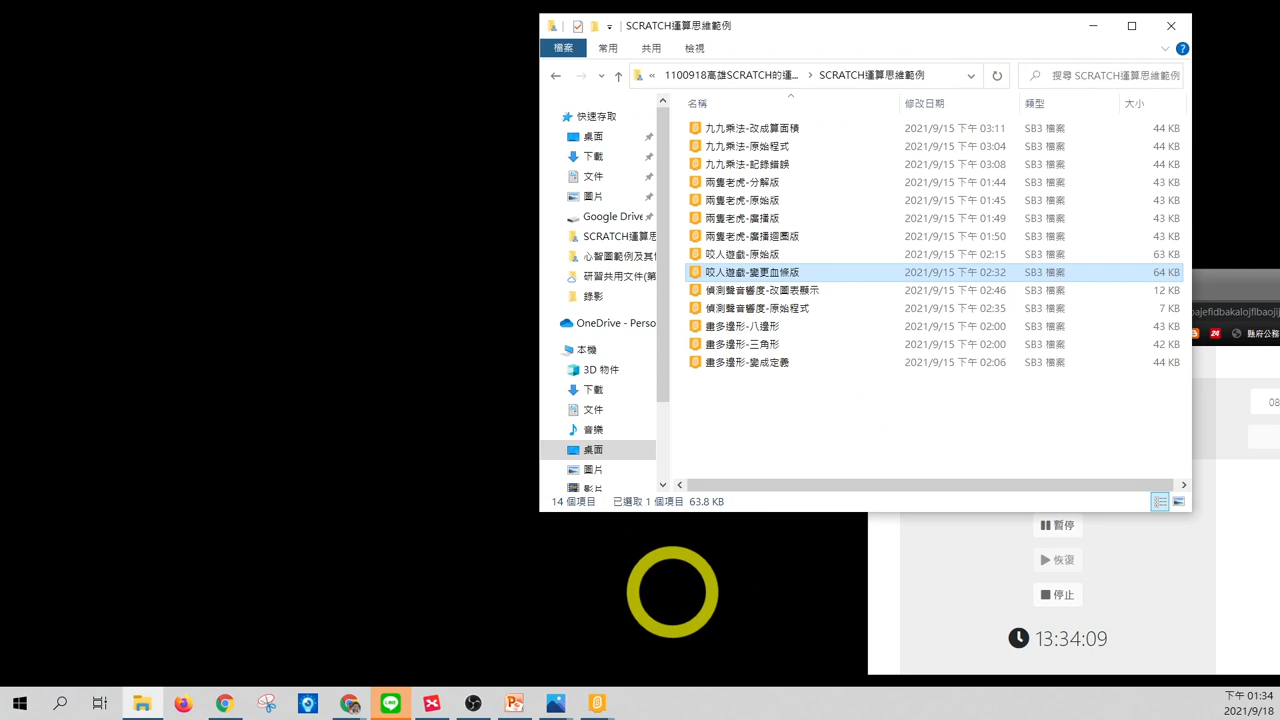 SCRATCH運算思維範例
檔案 常用 共用 檢視
« 1100918高雄SCRATCH的運... › SCRATCH運算思維範例
搜尋 SCRATCH運算思維範例
名稱 修改日期 類型 大小
九九乘法-改成算面積 2021/9/15 下午 03:11 SB3 檔案 44 KB
九九乘法-原始程式 2021/9/15 下午 03:04 SB3 檔案 44 KB
九九乘法-記錄錯誤 2021/9/15 下午 03:08 SB3 檔案 44 KB
兩隻老虎-分解版 2021/9/15 下午 01:44 SB3 檔案 43 KB
兩隻老虎-原始版 2021/9/15 下午 01:45 SB3 檔案 43 KB
兩隻老虎-廣播版 2021/9/15 下午 01:49 SB3 檔案 43 KB
兩隻老虎-廣播迴圈版 2021/9/15 下午 01:50 SB3 檔案 43 KB
咬人遊戲-原始版 2021/9/15 下午 02:15 SB3 檔案 63 KB
咬人遊戲-變更血條版 2021/9/15 下午 02:32 SB3 檔案 64 KB
偵測聲音響度-改圖表顯示 2021/9/15 下午 02:46 SB3 檔案 12 KB
偵測聲音響度-原始程式 2021/9/15 下午 02:35 SB3 檔案 7 KB
畫多邊形-八邊形 2021/9/15 下午 02:00 SB3 檔案 43 KB
畫多邊形-三角形 2021/9/15 下午 02:00 SB3 檔案 42 KB
畫多邊形-變成定義 2021/9/15 下午 02:06 SB3 檔案 44 KB
快速存取
桌面
下載
文件
圖片
Google Drive
SCRATCH運算思
心智圖範例及其他
研習共用文件(第
錄影
OneDrive - Perso
本機
3D 物件
下載
文件
音樂
桌面
圖片
影片
14 個項目 已選取 1 個項目 63.8 KB
bajefidbakalojflbaojij
24 縣府公務
08
暫停
恢復
停止
13:34:09
LINE
下午 01:34
2021/9/18